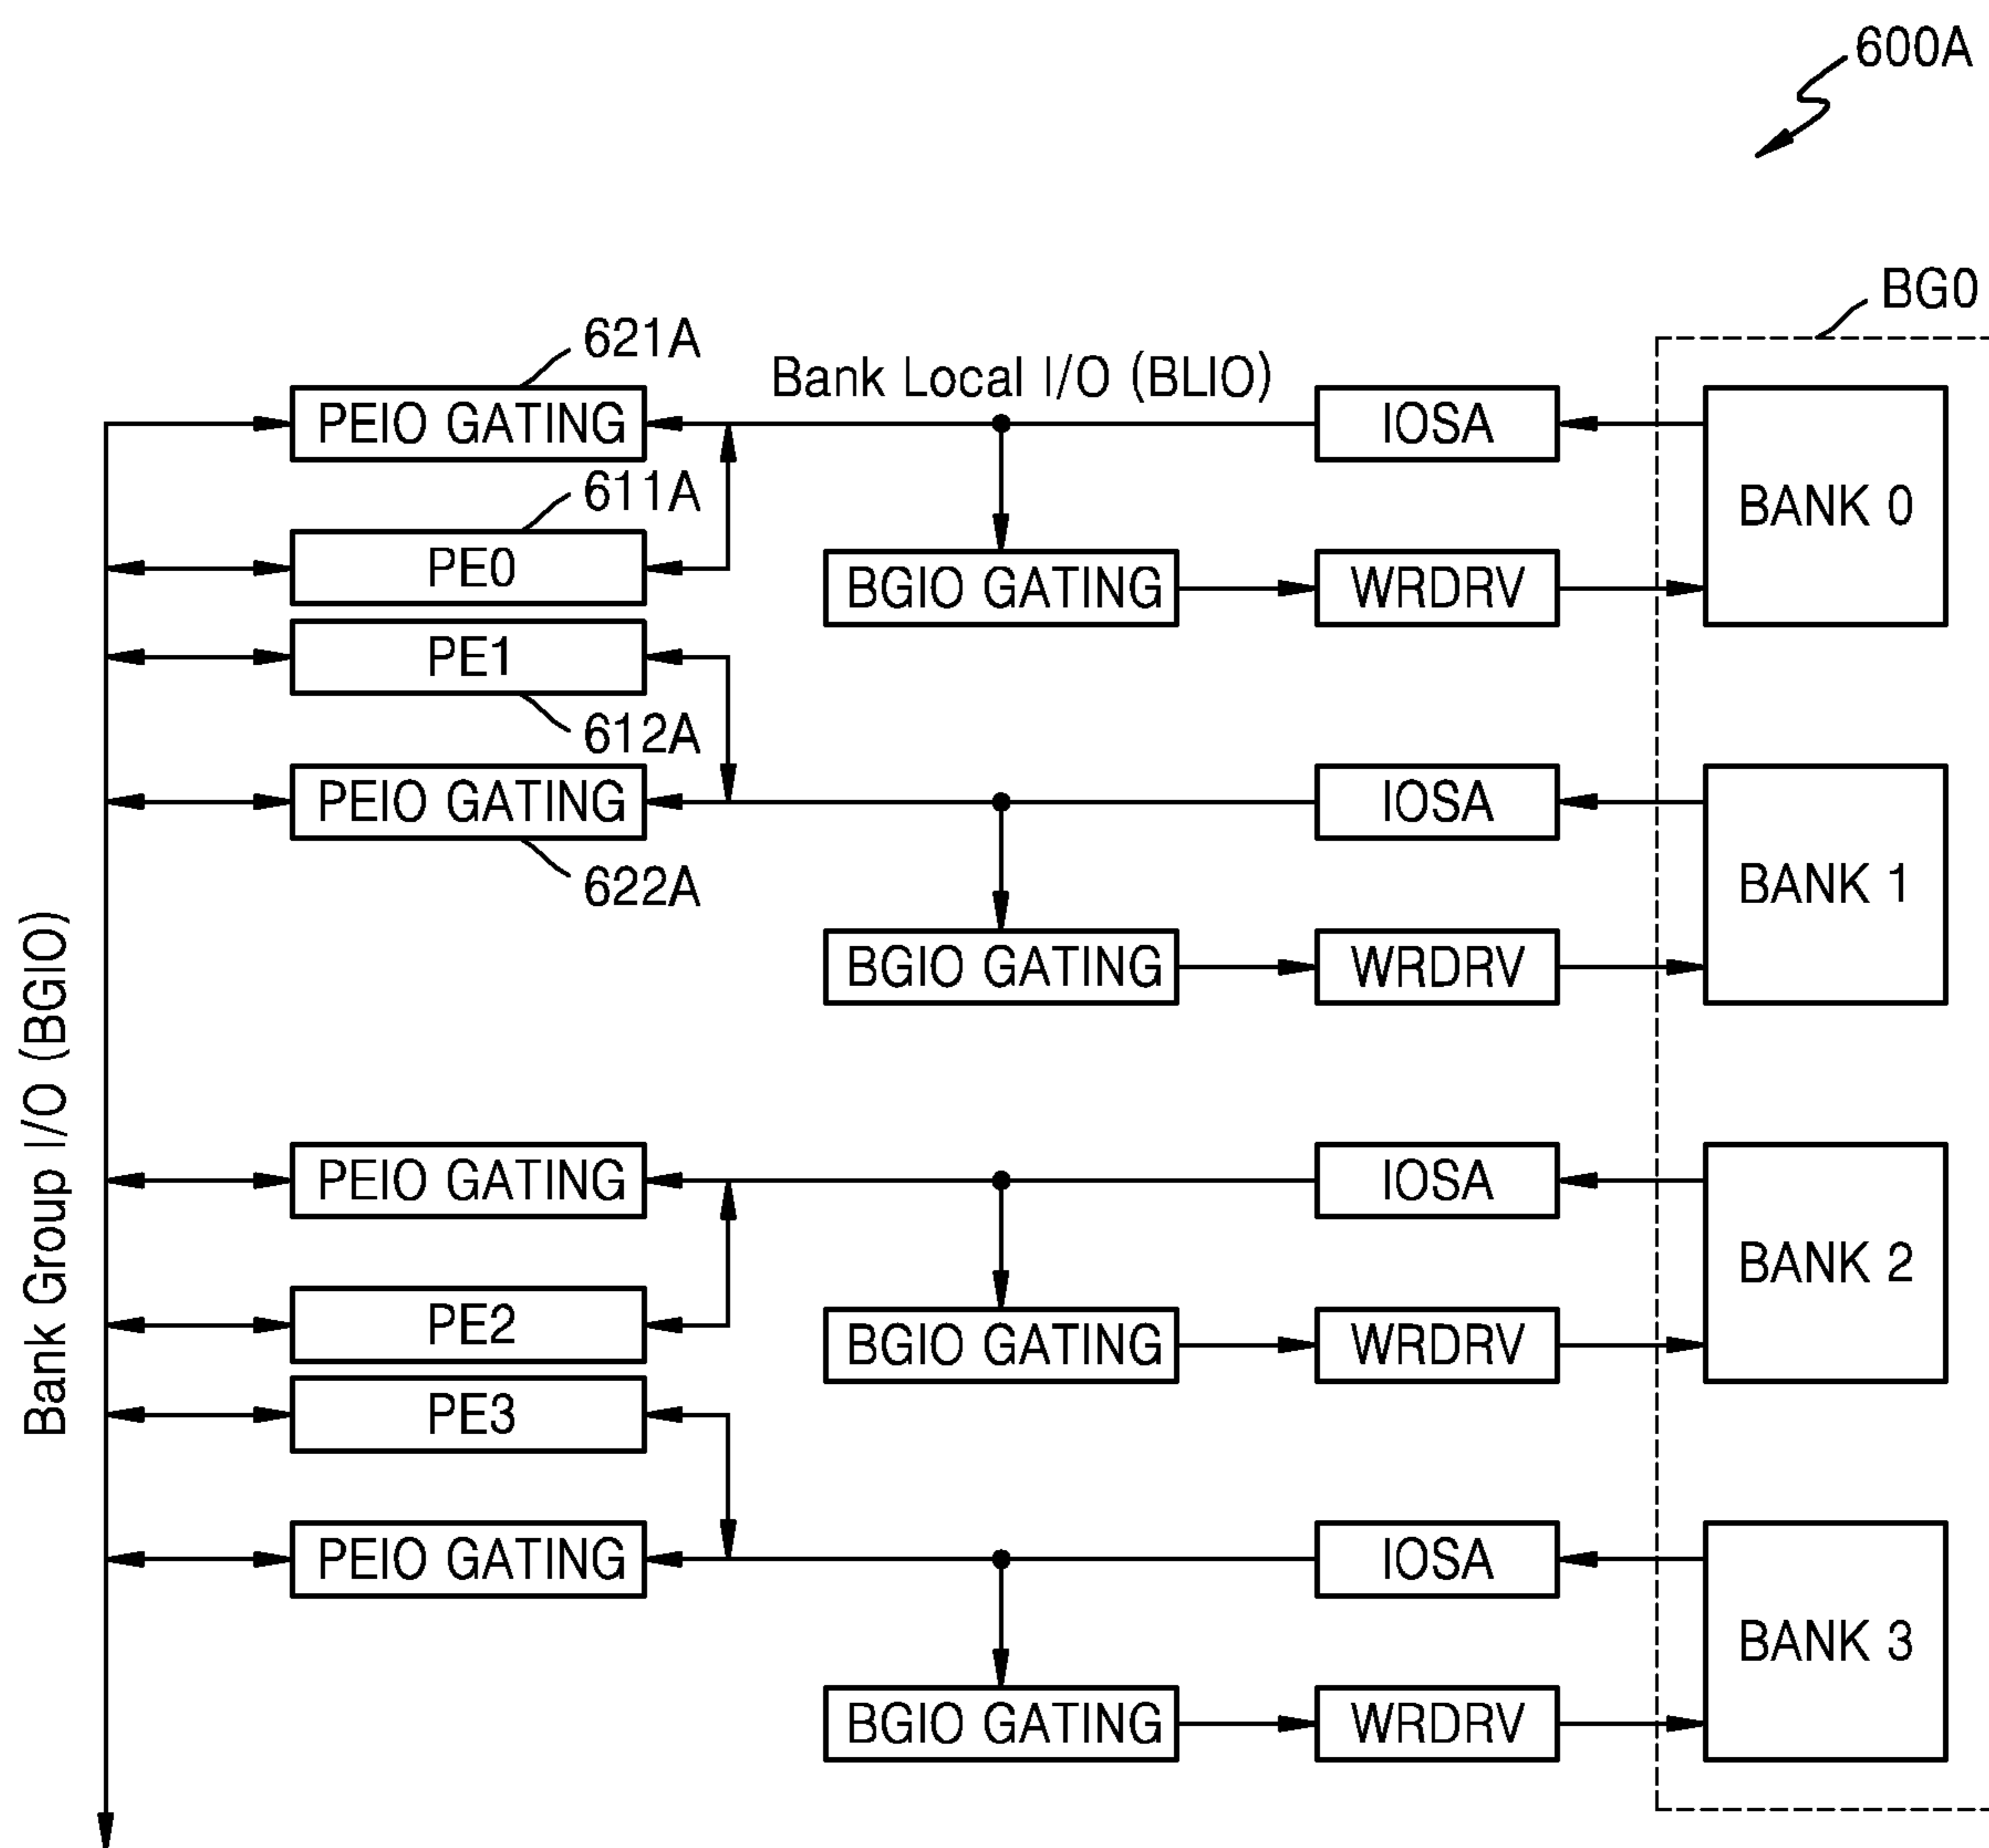 600A
BG0
621A
Bank Local I/O (BLIO)
PEIO GATING
IOSA
BANK 0
611A
PE0
BGIO GATING
WRDRV
PE1
612A
PEIO GATING
IOSA
BANK 1
622A
BGIO GATING
WRDRV
Bank Group I/O (BGIO)
PEIO GATING
IOSA
BANK 2
PE2
BGIO GATING
WRDRV
PE3
PEIO GATING
IOSA
BANK 3
BGIO GATING
WRDRV